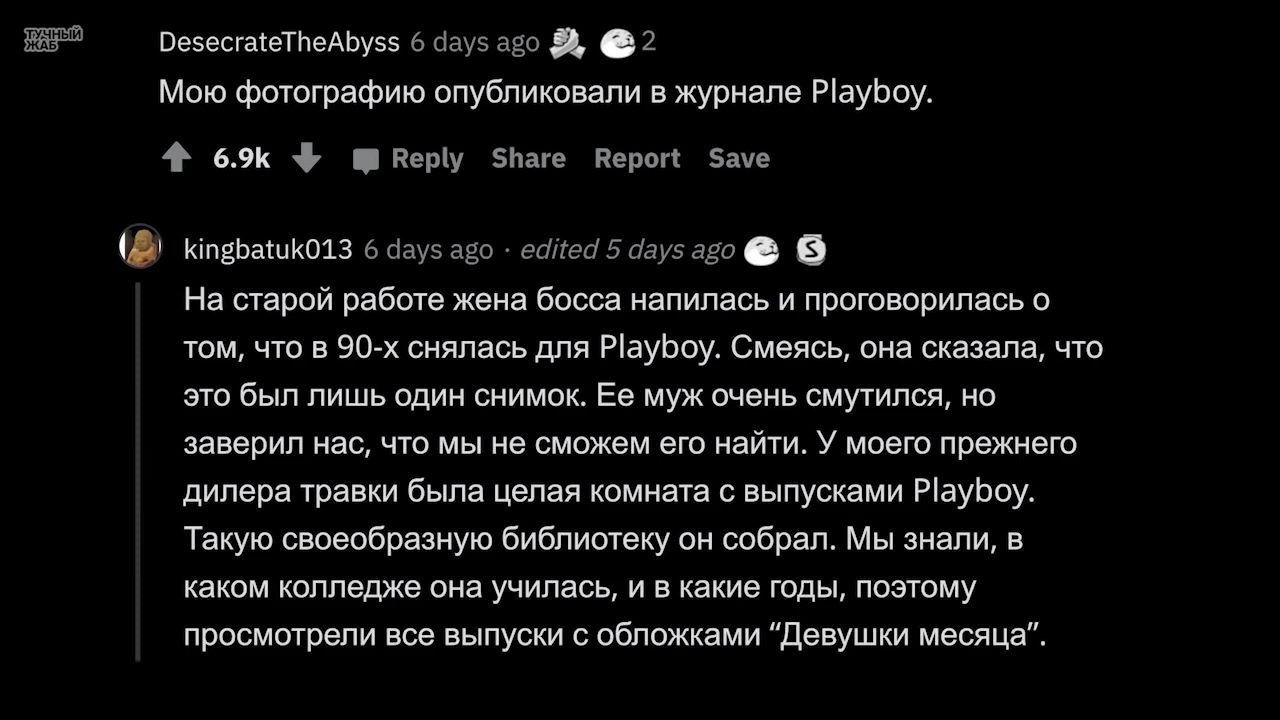 ТУЧНЫЙ
ЖАБ
DesecrateTheAbyss 6 days ago 2
Мою фотографию опубликовали в журнале Playboy.
6.9k Reply Share Report Save
kingbatuk013 6 days ago · edited 5 days ago S
На старой работе жена босса напилась и проговорилась о
том, что в 90-х снялась для Playboy. Смеясь, она сказала, что
это был лишь один снимок. Ее муж очень смутился, но
заверил нас, что мы не сможем его найти. У моего прежнего
дилера травки была целая комната с выпусками Playboy.
Такую своеобразную библиотеку он собрал. Мы знали, в
каком колледже она училась, и в какие годы, поэтому
просмотрели все выпуски с обложками “Девушки месяца”.